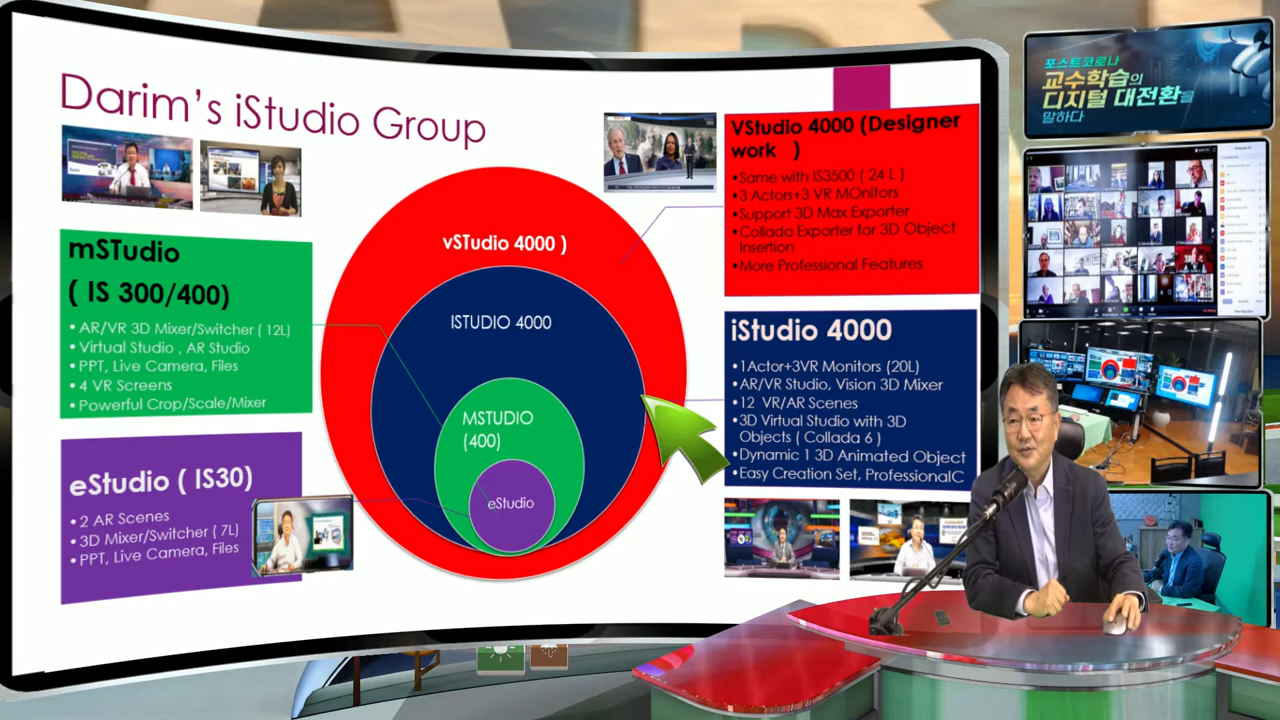 Darim's iStudio Group
mSTudio
( IS 300/400)
•AR/VR 3D Mixer/Switcher ( 12L)
•Virtual Studio , AR Studio
•PPT, Live Camera, Files
•4 VR Screens
•Powerful Crop/Scale/Mixer
eStudio ( IS30)
•2 AR Scenes
•3D Mixer/Switcher ( 7L)
•PPT, Live Camera, Files
vSTudio 4000 )
ISTUDIO 4000
MSTUDIO
(400)
eStudio
VStudio 4000 (Designer
work )
•Same with IS3500 ( 24 L )
•3 Actors+3 VR MOnitors
•Support 3D Max Exporter
•Collada Exporter for 3D Object
Insertion
•More Professional Features
iStudio 4000
•1Actor+3VR Monitors (20L)
•AR/VR Studio, Vision 3D Mixer
•12 VR/AR Scenes
•3D Virtual Studio with 3D
Objects ( Collada 6 )
•Dynamic 1 3D Animated Object
•Easy Creation Set, ProfessionalC
포스트코로나
교수학습의
디지털 대전환을
말하다